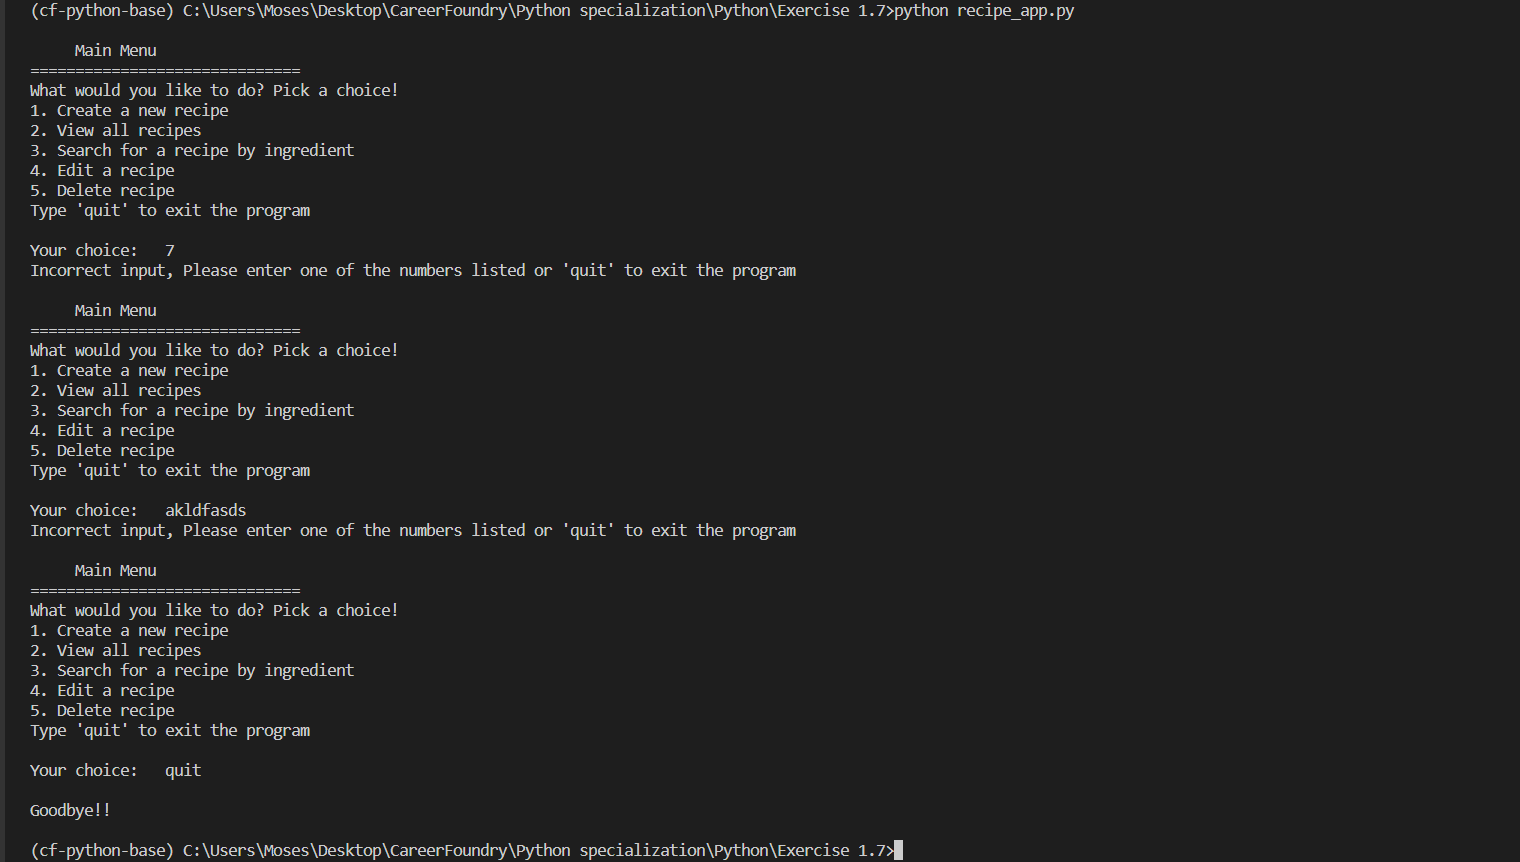 (cf-python-base) C:\Users\Moses\Desktop\CareerFoundry\Python specialization\Python\Exercise 1.7>python recipe_app.py
Main Menu
==============================
What would you like to do? Pick a choice!
1. Create a new recipe
2. View all recipes
3. Search for a recipe by ingredient
4. Edit a recipe
5. Delete recipe
Type 'quit' to exit the program
Your choice:   7
Incorrect input, Please enter one of the numbers listed or 'quit' to exit the program
Main Menu
==============================
What would you like to do? Pick a choice!
1. Create a new recipe
2. View all recipes
3. Search for a recipe by ingredient
4. Edit a recipe
5. Delete recipe
Type 'quit' to exit the program
Your choice:   akldfasds
Incorrect input, Please enter one of the numbers listed or 'quit' to exit the program
Main Menu
==============================
What would you like to do? Pick a choice!
1. Create a new recipe
2. View all recipes
3. Search for a recipe by ingredient
4. Edit a recipe
5. Delete recipe
Type 'quit' to exit the program
Your choice:   quit
Goodbye!!
(cf-python-base) C:\Users\Moses\Desktop\CareerFoundry\Python specialization\Python\Exercise 1.7>